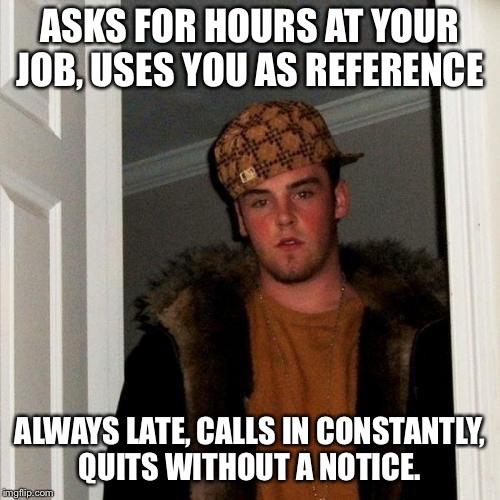 ASKS FOR HOURS AT YOUR
JOB, USES YOU AS REFERENCE
ALWAYS LATE, CALLS IN CONSTANTLY,
QUITS WITHOUT A NOTICE.
imgflip.com